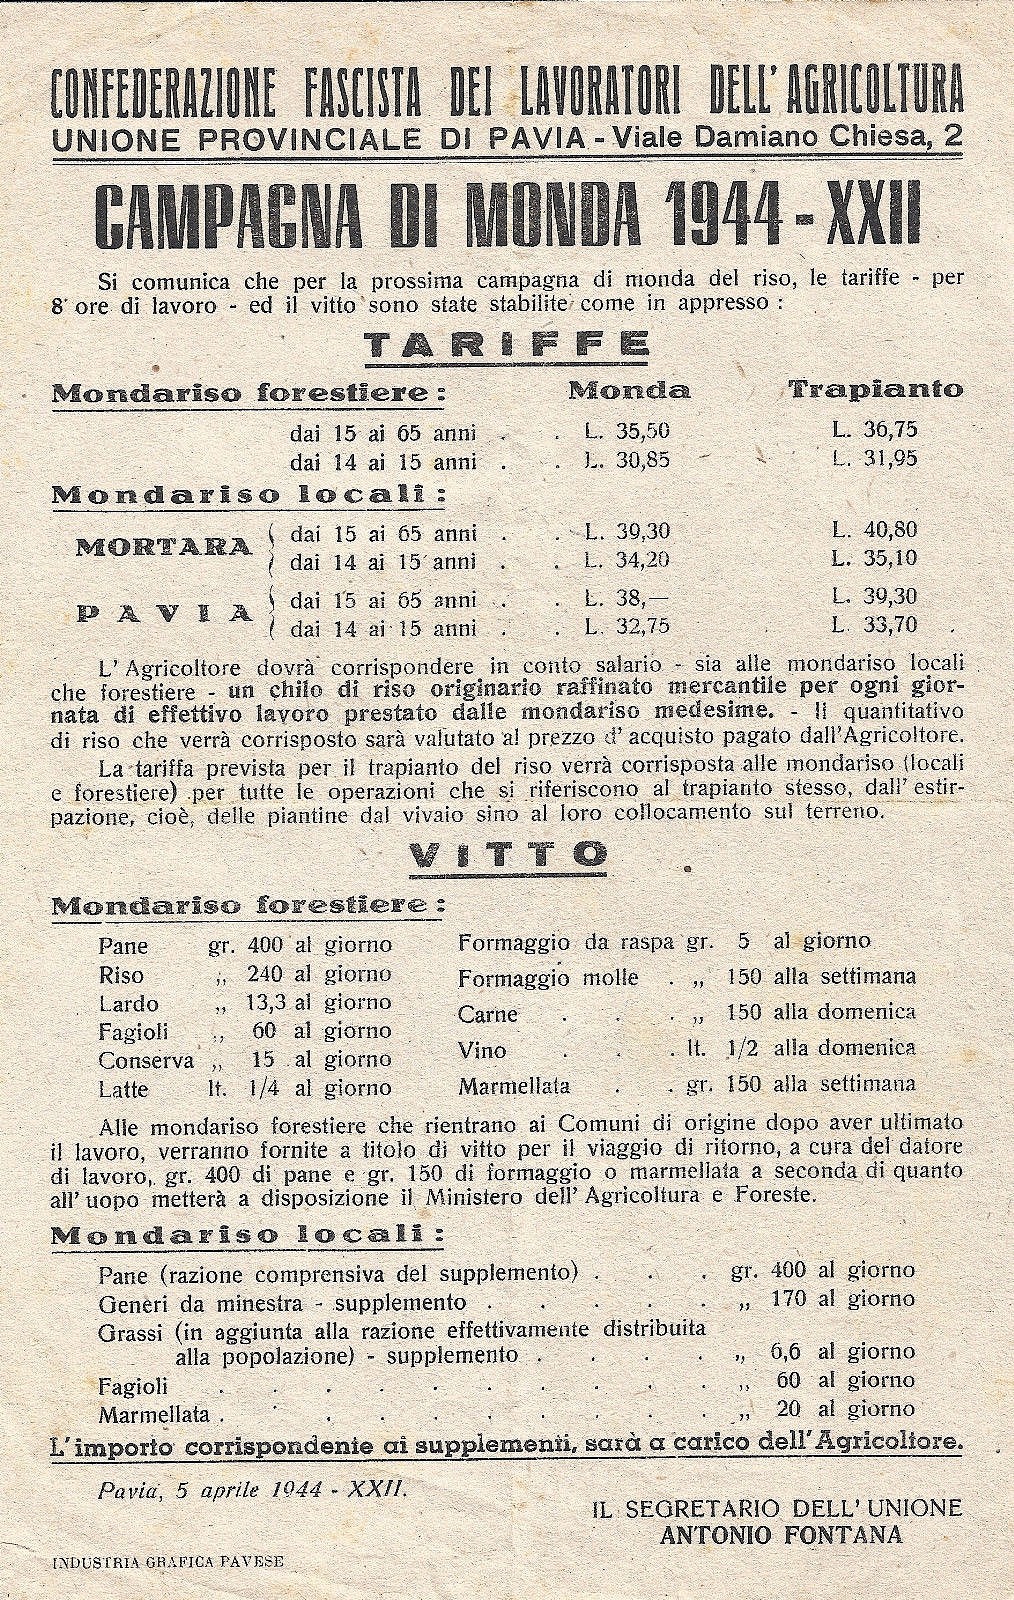 CONFEDERAZIONE FASCISTA DEI LAVORATORI DELL'AGRICOLTURA
UNIONE PROVINCIALE DI PAVIA - Viale Damiano Chiesa, 2
CAMPAGNA DI MONDA 1944 - XXII
Si comunica che per la prossima campagna di monda del riso, le tariffe - per
8 ore di lavoro - ed il vitto sono state stabilite come in appresso :
TARIFFE
Mondariso forestiere : Monda Trapianto
dai 15 ai 65 anni . . L. 35,50 L. 36,75
dai 14 ai 15 anni . . L. 30,85 L. 31,95
Mondariso locali :
MORTARA
dai 15 ai 65 anni . . L. 39,30 L. 40,80
dai 14 ai 15 anni . . L. 34,20 L. 35,10
PAVIA
dai 15 ai 65 anni . . L. 38,— L. 39,30
dai 14 ai 15 anni . . L. 32,75 L. 33,70
L'Agricoltore dovrà corrispondere in conto salario - sia alle mondariso locali
che forestiere - un chilo di riso originario raffinato mercantile per ogni gior-
nata di effettivo lavoro prestato dalle mondariso medesime. - Il quantitativo
di riso che verrà corrisposto sarà valutato al prezzo d'acquisto pagato dall'Agricoltore.
La tariffa prevista per il trapianto del riso verrà corrisposta alle mondariso (locali
e forestiere) per tutte le operazioni che si riferiscono al trapianto stesso, dall'estir-
pazione, cioè, delle piantine dal vivaio sino al loro collocamento sul terreno.
VITTO
Mondariso forestiere :
Pane gr. 400 al giorno
Riso „ 240 al giorno
Lardo „ 13,3 al giorno
Fagioli „ 60 al giorno
Conserva „ 15 al giorno
Latte lt. 1/4 al giorno
Formaggio da raspa gr. 5 al giorno
Formaggio molle . „ 150 alla settimana
Carne . . . „ 150 alla domenica
Vino . . . lt. 1/2 alla domenica
Marmellata . . gr. 150 alla settimana
Alle mondariso forestiere che rientrano ai Comuni di origine dopo aver ultimato
il lavoro, verranno fornite a titolo di vitto per il viaggio di ritorno, a cura del datore
di lavoro, gr. 400 di pane e gr. 150 di formaggio o marmellata a seconda di quanto
all'uopo metterà a disposizione il Ministero dell'Agricoltura e Foreste.
Mondariso locali :
Pane (razione comprensiva del supplemento) . . . gr. 400 al giorno
Generi da minestra - supplemento . . . . . „ 170 al giorno
Grassi (in aggiunta alla razione effettivamente distribuita
alla popolazione) - supplemento . . . . „ 6,6 al giorno
Fagioli . . . . . . . . . . „ 60 al giorno
Marmellata . . . . . . . . . . „ 20 al giorno
L'importo corrispondente ai supplementi, sarà a carico dell'Agricoltore.
Pavia, 5 aprile 1944 - XXII.
IL SEGRETARIO DELL'UNIONE
ANTONIO FONTANA
INDUSTRIA GRAFICA PAVESE